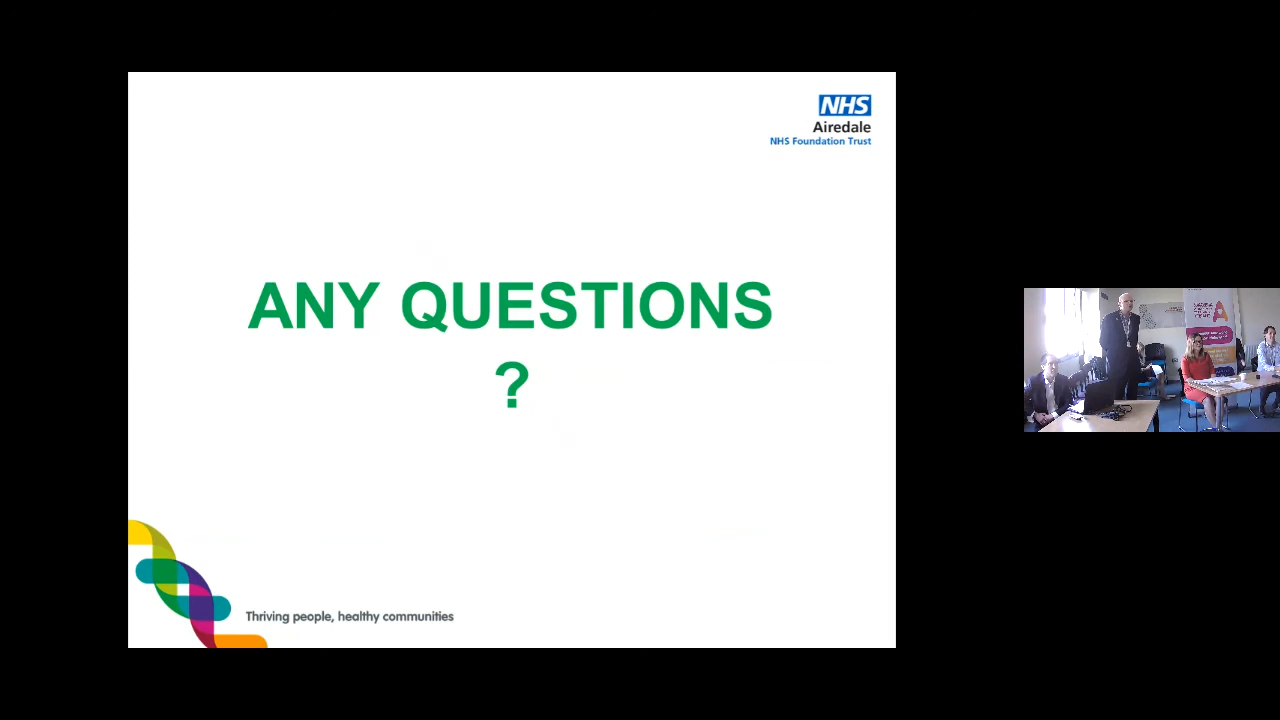 NHS
Airedale
NHS Foundation Trust
ANY QUESTIONS
?
Thriving people, healthy communities